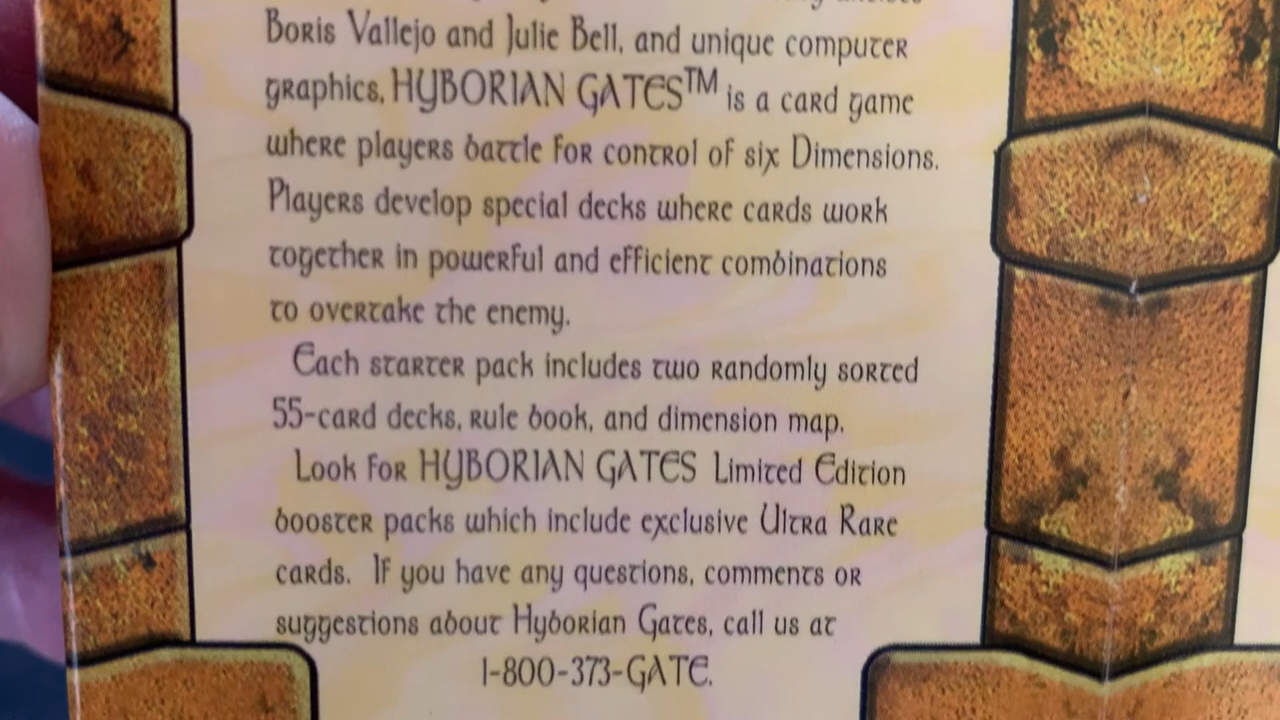 Boris Vallejo and Julie Bell, and unique computer
graphics, HYBORIAN GATES™ is a card game
where players battle for control of six Dimensions.
Players develop special decks where cards work
together in powerful and efficient combinations
to overtake the enemy.
Each starter pack includes two randomly sorted
55-card decks, rule book, and dimension map.
Look for HYBORIAN GATES Limited Edition
booster packs which include exclusive Ultra Rare
cards. If you have any questions, comments or
suggestions about Hyborian Gates, call us at
1-800-373-GATE.